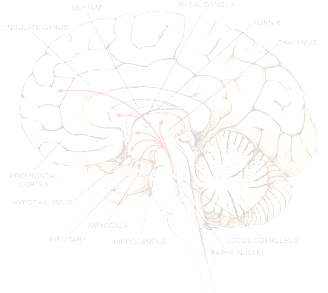 SEPTUM
BASAL GANGLIA
FORNIX
THALAMUS
CINGULATE GYRUS
PREFRONTAL
CORTEX
HYPOTHALAMUS
AMYGDALA
PITUITARY
HIPPOCAMPUS
LOCUS COERULEUS
RAPHE NUCLEI